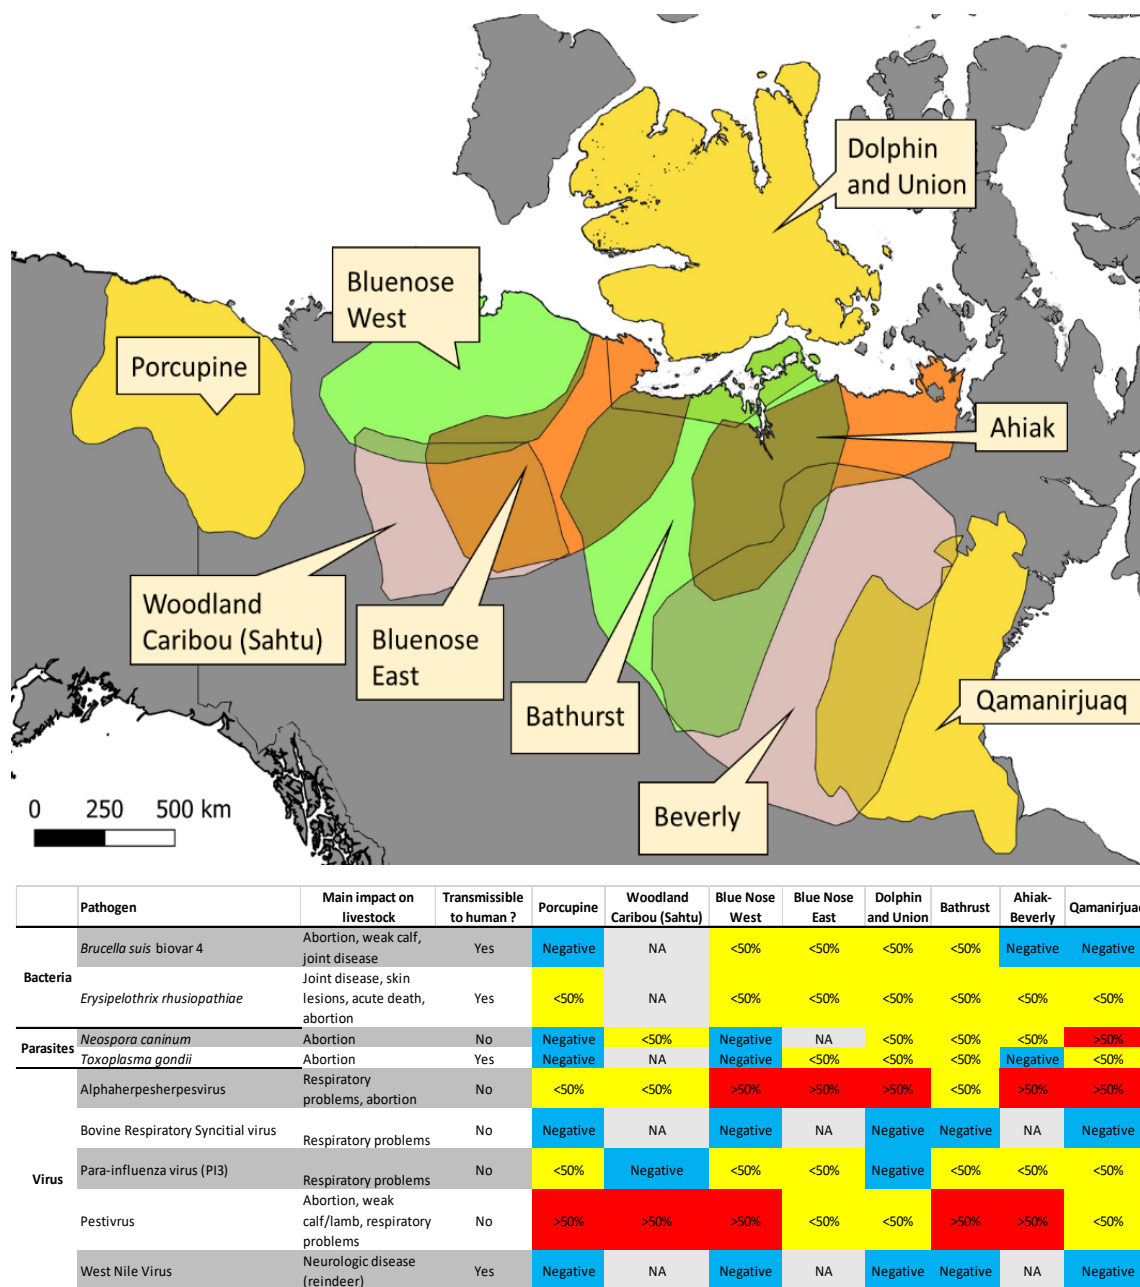 Dolphin
and Union
Bluenose
West
Porcupine
Ahiak
Woodland
Caribou (Sahtu)
Bluenose
East
Bathurst
Qamanirjuaq
Beverly
0 250 500 km
Pathogen
Main impact on
livestock
Transmissible
to human ?
Porcupine
Woodland
Caribou (Sahtu)
Blue Nose
West
Blue Nose
East
Dolphin
and Union
Bathrust
Ahiak-
Beverly
Qamanirjuaq
Bacteria
Brucella suis biovar 4
Abortion, weak calf,
joint disease
Yes Negative NA <50% <50% <50% <50% Negative Negative
Erysipelothrix rhusiopathiae
Joint disease, skin
lesions, acute death,
abortion
Yes <50% NA <50% <50% <50% <50% <50% <50%
Parasites
Neospora caninum Abortion No Negative <50% Negative NA <50% <50% <50% >50%
Toxoplasma gondii Abortion Yes Negative NA Negative <50% <50% <50% Negative <50%
Virus
Alphaherpesherpesvirus
Respiratory
problems, abortion
No <50% <50% >50% >50% >50% <50% >50% >50%
Bovine Respiratory Syncitial virus Respiratory problems No Negative NA Negative NA Negative Negative NA Negative
Para-influenza virus (PI3) Respiratory problems No <50% Negative <50% <50% Negative <50% <50% <50%
Pestivrus
Abortion, weak
calf/lamb, respiratory
problems
No >50% >50% >50% <50% <50% >50% >50% <50%
West Nile Virus
Neurologic disease
(reindeer)
Yes Negative NA Negative NA Negative Negative NA Negative